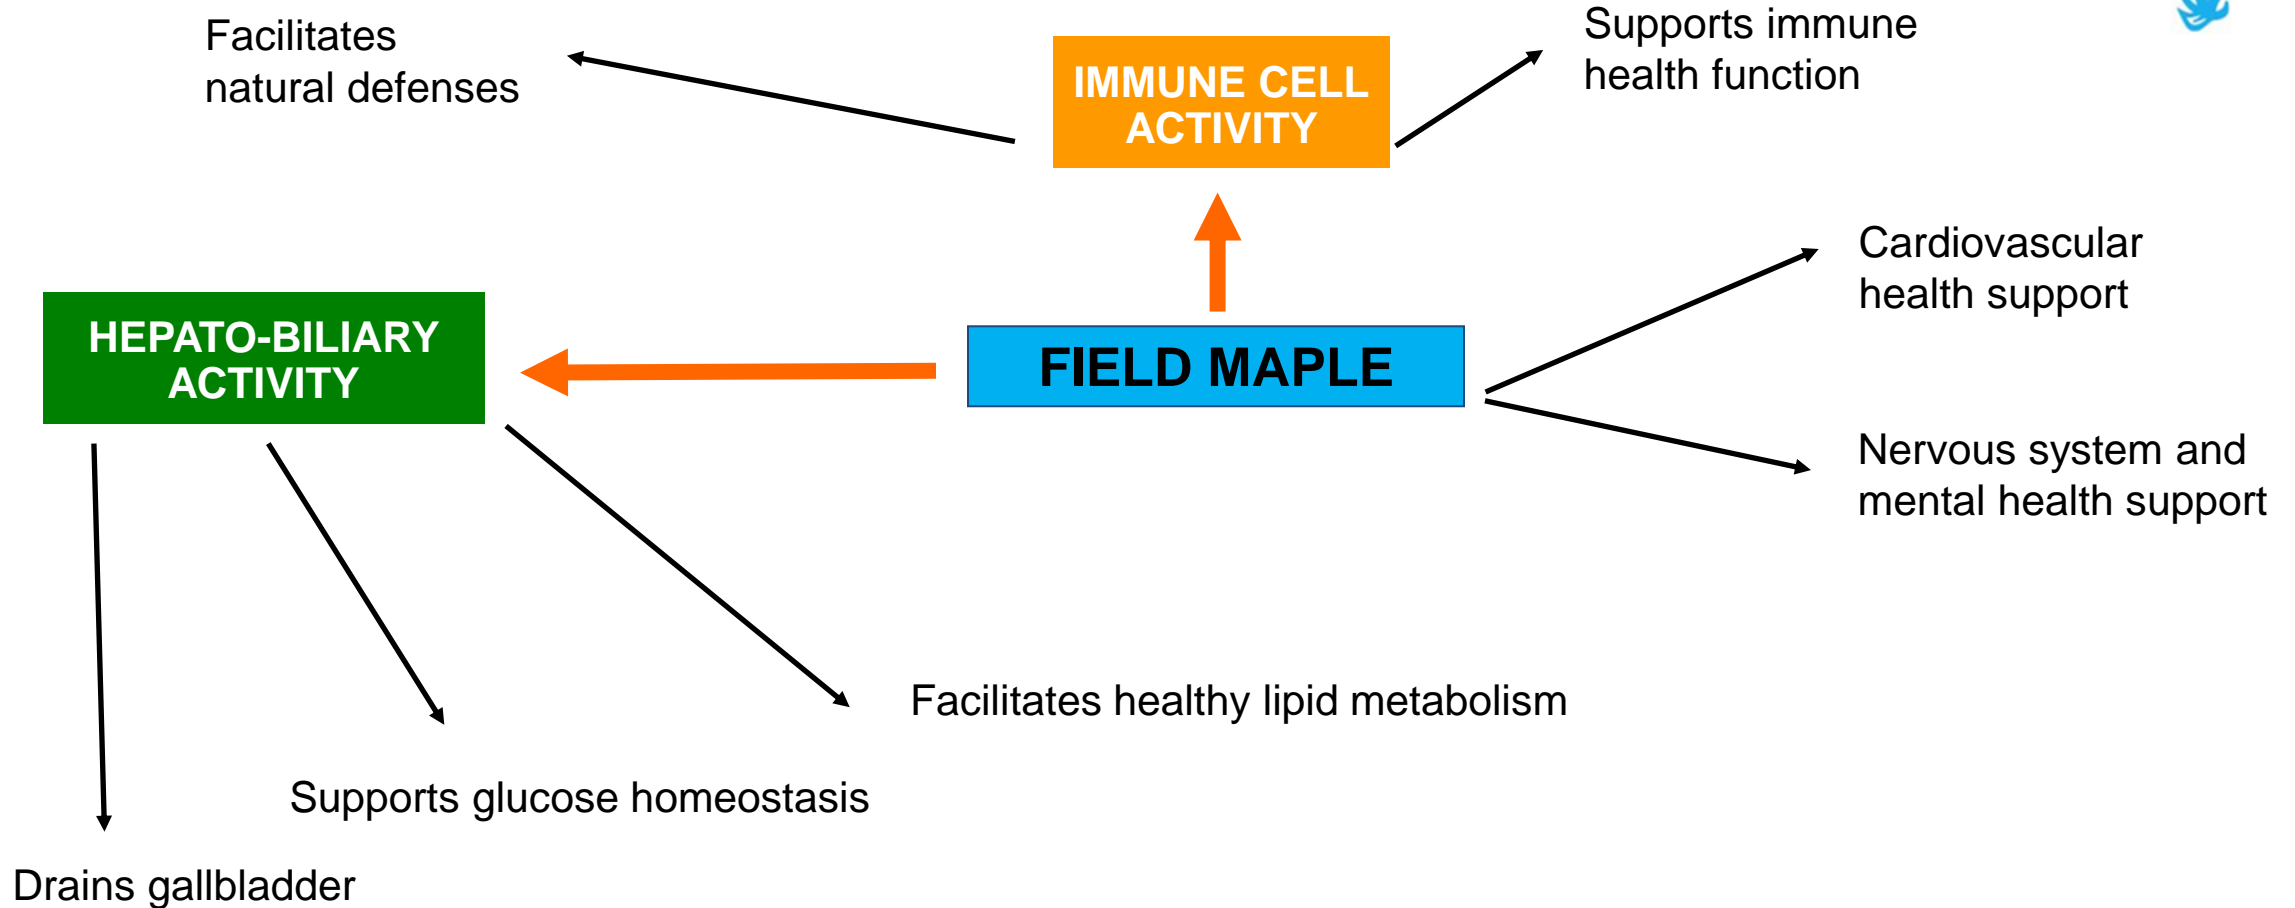 Facilitates
natural defenses
IMMUNE CELL
ACTIVITY
Supports immune
health function
Cardiovascular
health support
HEPATO-BILIARY
ACTIVITY
FIELD MAPLE
Nervous system and
mental health support
Facilitates healthy lipid metabolism
Supports glucose homeostasis
Drains gallbladder